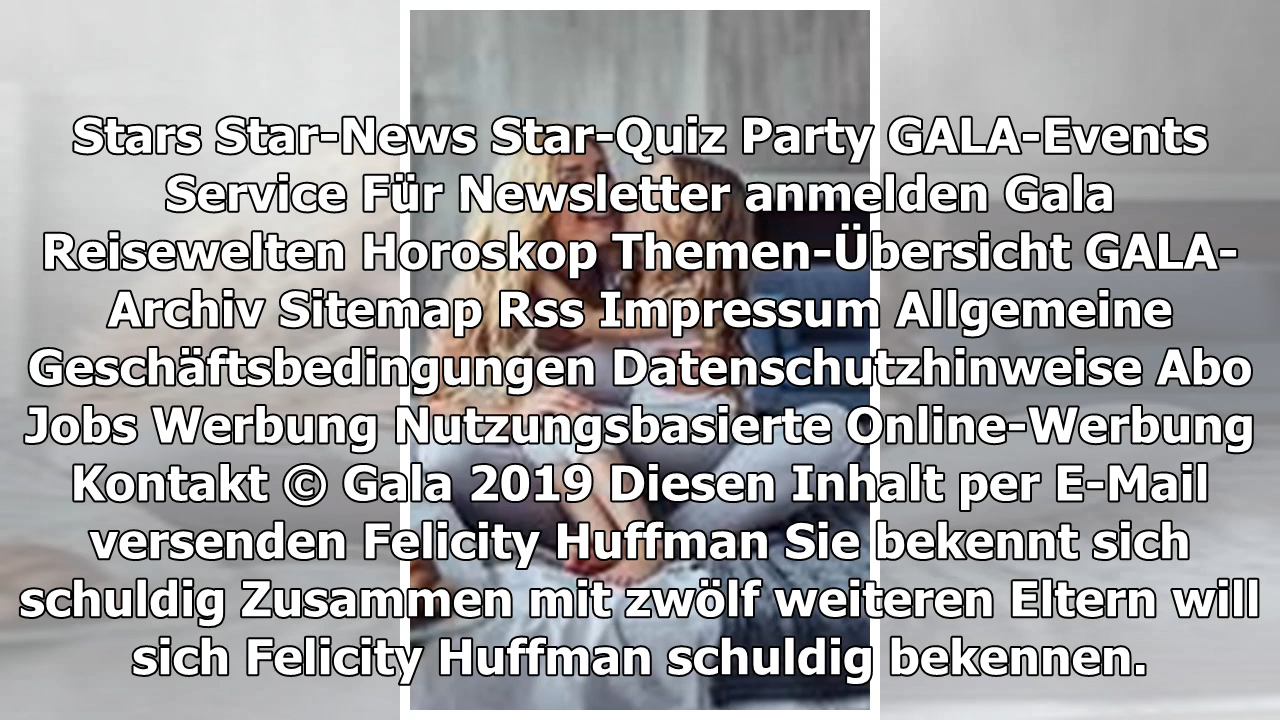 Stars Star-News Star-Quiz Party GALA-Events
Service Für Newsletter anmelden Gala
Reisewelten Horoskop Themen-Übersicht GALA-
Archiv Sitemap Rss Impressum Allgemeine
Geschäftsbedingungen Datenschutzhinweise Abo
Jobs Werbung Nutzungsbasierte Online-Werbung
Kontakt © Gala 2019 Diesen Inhalt per E-Mail
versenden Felicity Huffman Sie bekennt sich
schuldig Zusammen mit zwölf weiteren Eltern will
sich Felicity Huffman schuldig bekennen.